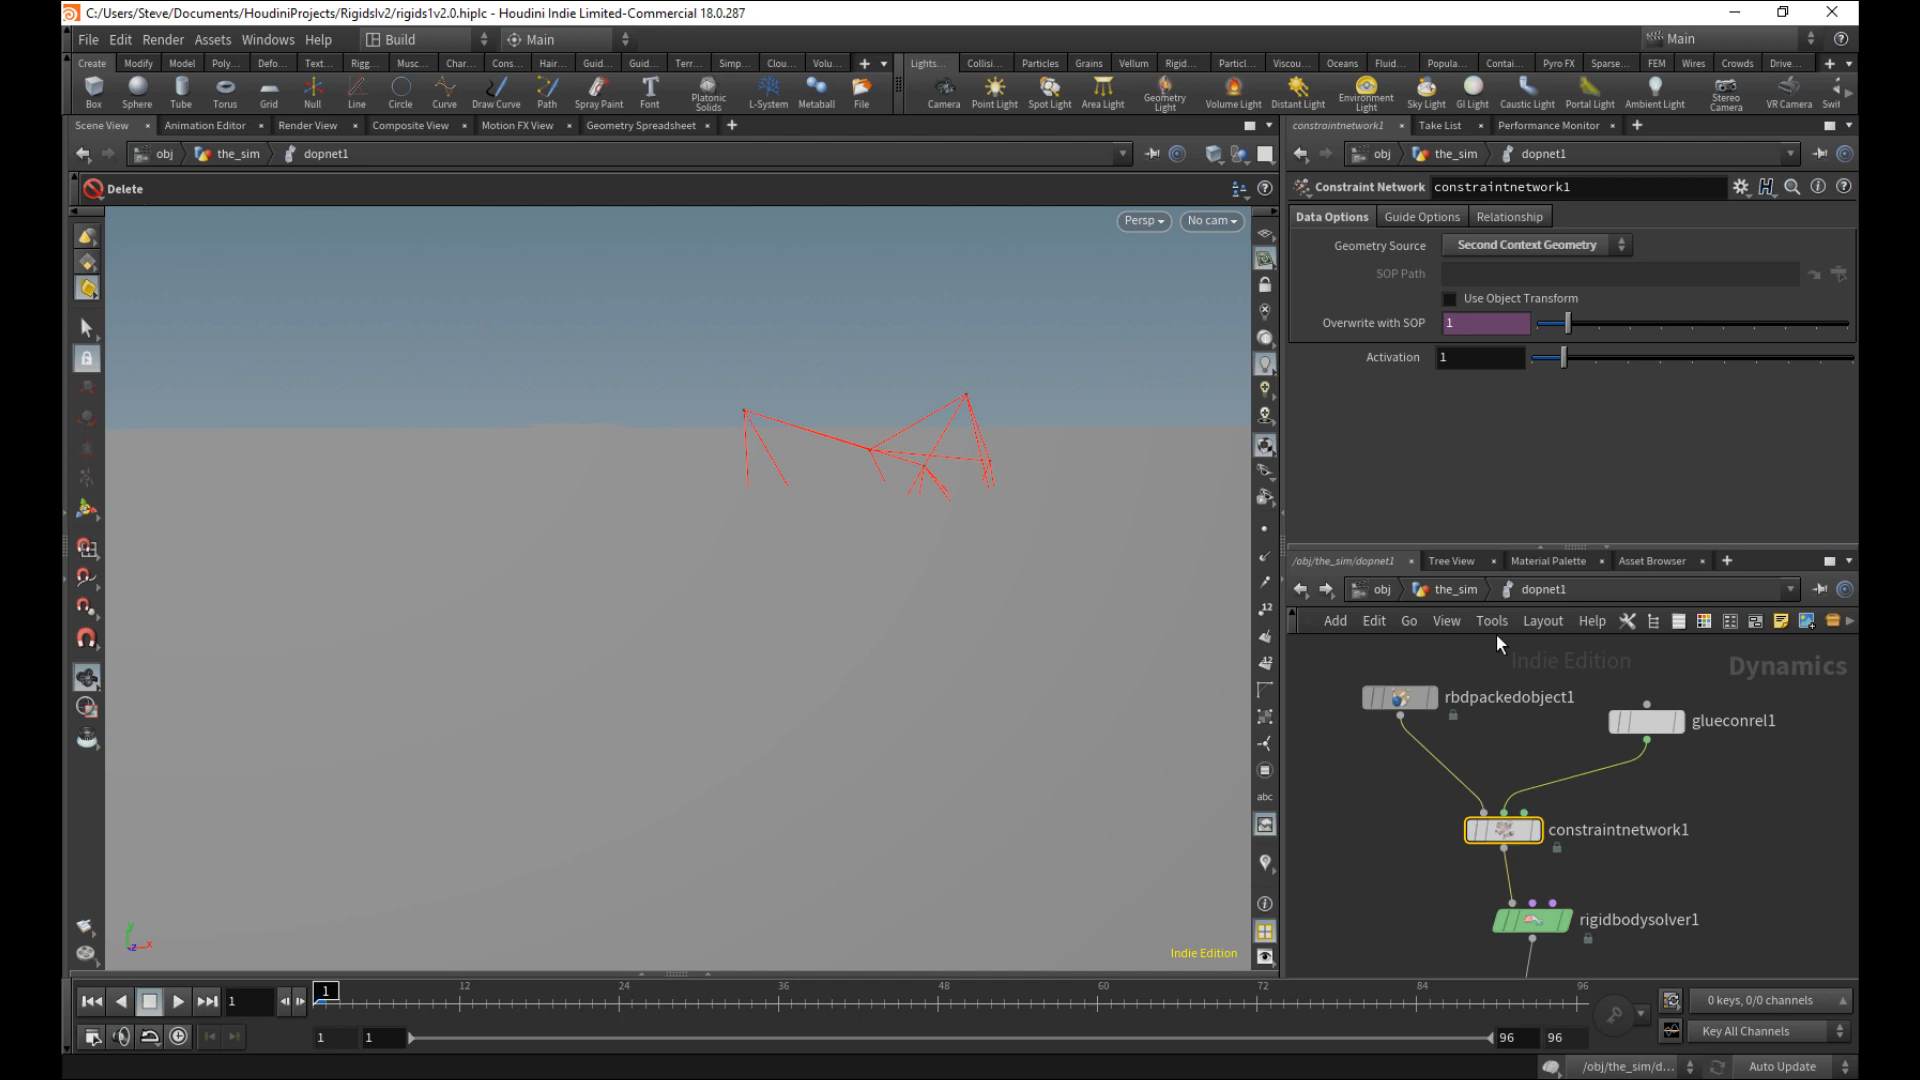 C:/Users/Steve/Documents/HoudiniProjects/Rigidslv2/rigids1v2.0.hiplc - Houdini Indie Limited-Commercial 18.0.287
File Edit Render Assets Windows Help Build Main Main
Create Modify Model Poly... Defo... Text... Rigg... Musc... Char... Cons... Hair... Guid... Guid... Terr... Simp... Clou... Volu... Lights... Collisi... Particles Grains Vellum Rigid... Particl... Viscou... Oceans Fluid... Popula... Contai... Pyro FX Sparse... FEM Wires Crowds Drive...
Box Sphere Tube Torus Grid Null Line Circle Curve Draw Curve Path Spray Paint Font Platonic Solids L-System Metaball File Camera Point Light Spot Light Area Light Geometry Light Volume Light Distant Light Environment Light Sky Light GI Light Caustic Light Portal Light Ambient Light Stereo Camera VR Camera Swit
Scene View Animation Editor Render View Composite View Motion FX View Geometry Spreadsheet
obj the_sim dopnet1
Delete
Persp No cam
12
12
abc
Indie Edition
constraintnetwork1 Take List Performance Monitor
obj the_sim dopnet1
Constraint Network constraintnetwork1
Data Options Guide Options Relationship
Geometry Source Second Context Geometry
SOP Path
Use Object Transform
Overwrite with SOP 1
Activation 1
/obj/the_sim/dopnet1 Tree View Material Palette Asset Browser
obj the_sim dopnet1
Add Edit Go View Tools Layout Help
Indie Edition Dynamics
rbdpackedobject1
glueconrel1
constraintnetwork1
rigidbodysolver1
1 1 12 24 36 48 60 72 84 96
0 keys, 0/0 channels
1 1 96 96 Key All Channels
/obj/the_sim/d... Auto Update